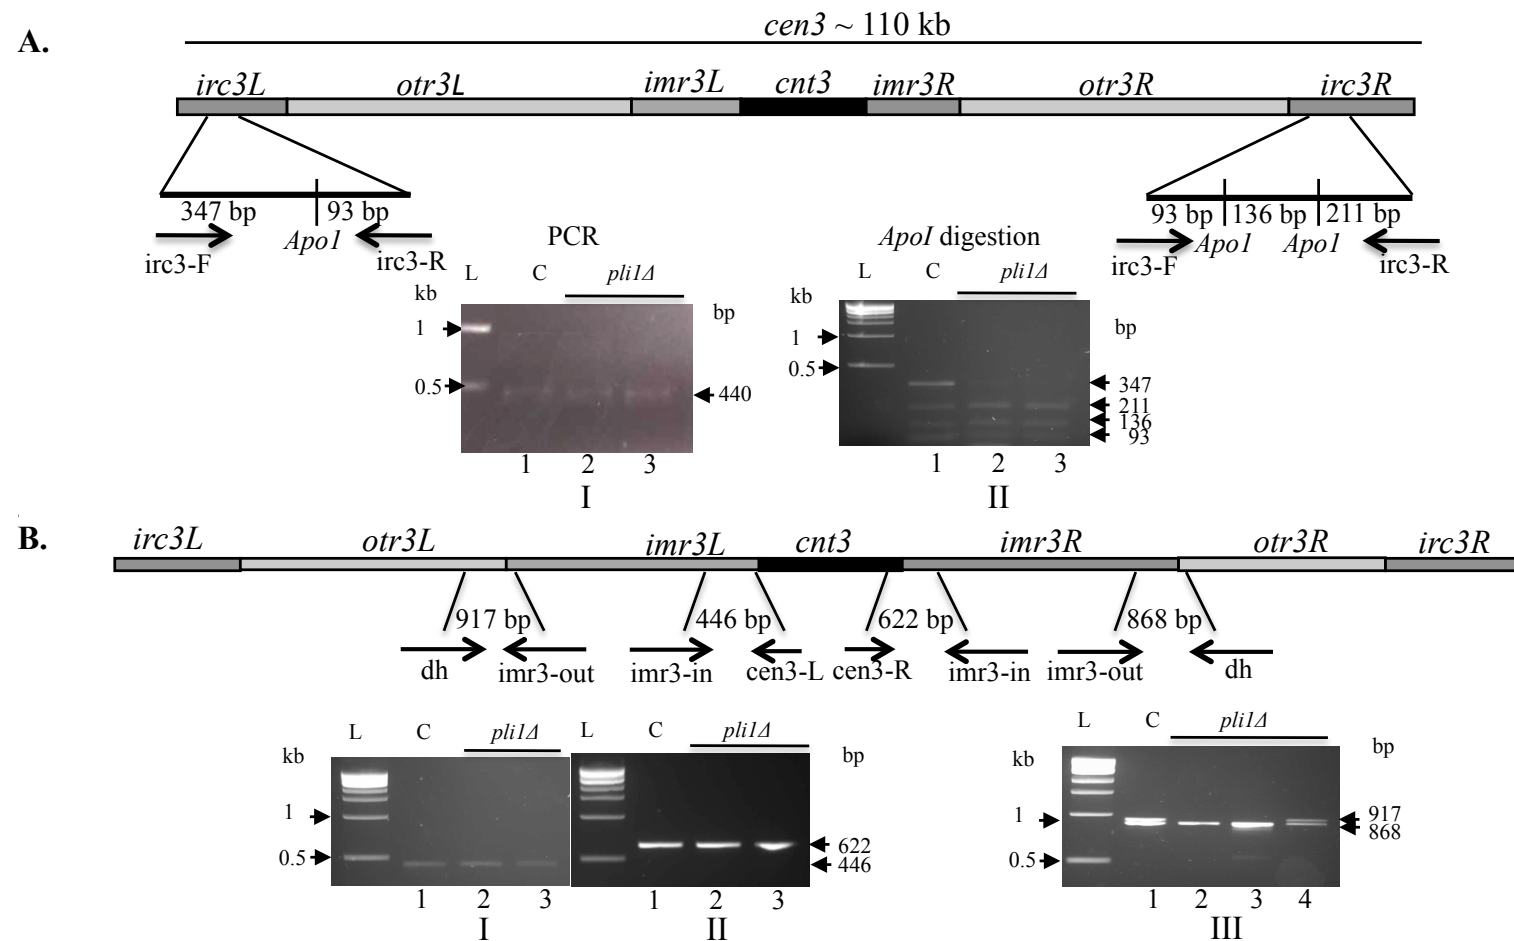 A.
cen3 ~ 110 kb
irc3L otr3L imr3L cnt3 imr3R otr3R irc3R
347 bp 93 bp
Apo1
irc3-F irc3-R
93 bp 136 bp 211 bp
Apo1 Apo1
irc3-F irc3-R
PCR
L C pli1Δ
kb
bp
1
0.5
440
1 2 3
I
ApoI digestion
L C pli1Δ
kb
bp
1
0.5
347
211
136
93
1 2 3
II
B.
irc3L otr3L imr3L cnt3 imr3R otr3R irc3R
917 bp 446 bp 622 bp 868 bp
dh imr3-out imr3-in cen3-L cen3-R imr3-in imr3-out dh
L C pli1Δ
kb
1
0.5
1 2 3
I
L C pli1Δ
bp
622
446
1 2 3
II
L C pli1Δ
kb
bp
1
0.5
917
868
1 2 3 4
III